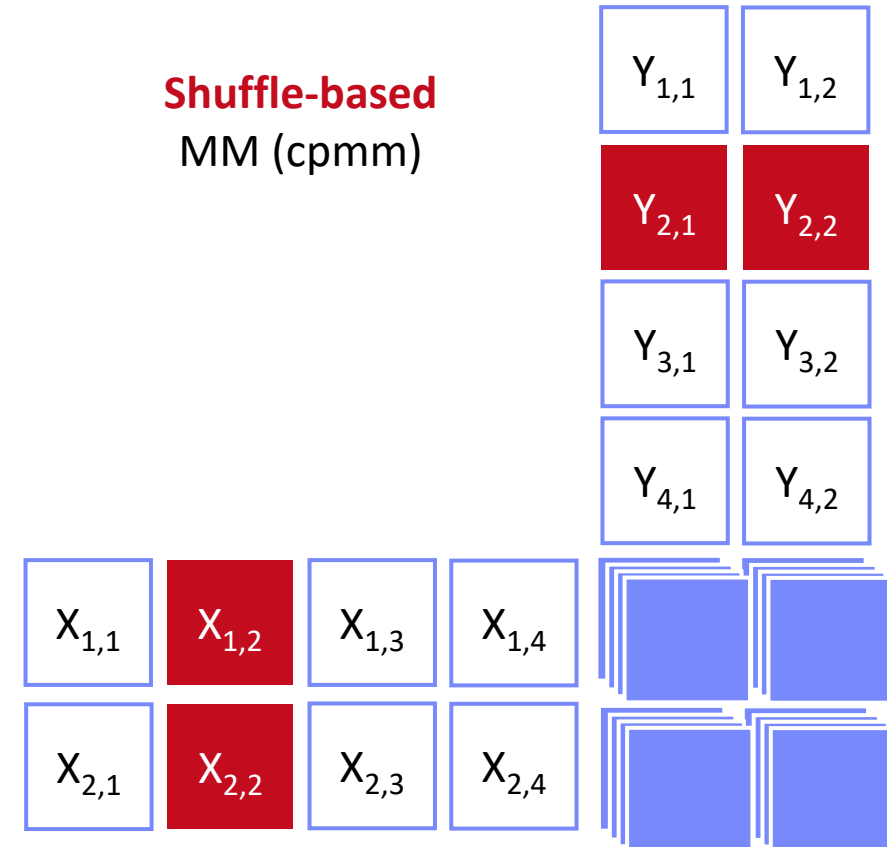 Shuffle-based
MM (cpmm)
Y1,1 Y1,2
Y2,1 Y2,2
Y3,1 Y3,2
Y4,1 Y4,2
X1,1 X1,2 X1,3 X1,4
X2,1 X2,2 X2,3 X2,4